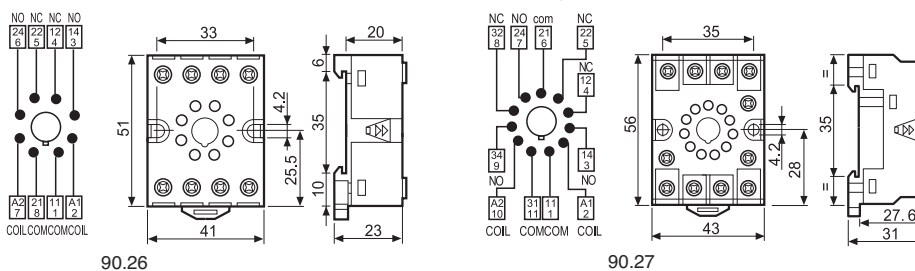 NO NC NC NO
24 22 12 14
6 5 4 3
A2 21 11 A1
7 8 1 2
COIL COM COM COIL
33
51
4.2
25.5
41
20
6
35
10
23
90.26
NC NO com NC
32 24 21 22
8 7 6 5
NC
12
4
34
9
NO
14
3
NO
A2 31 11 A1
10 11 1 2
COIL COM COM COIL
35
56
4.2
28
43
=
35
=
27.6
31
90.27